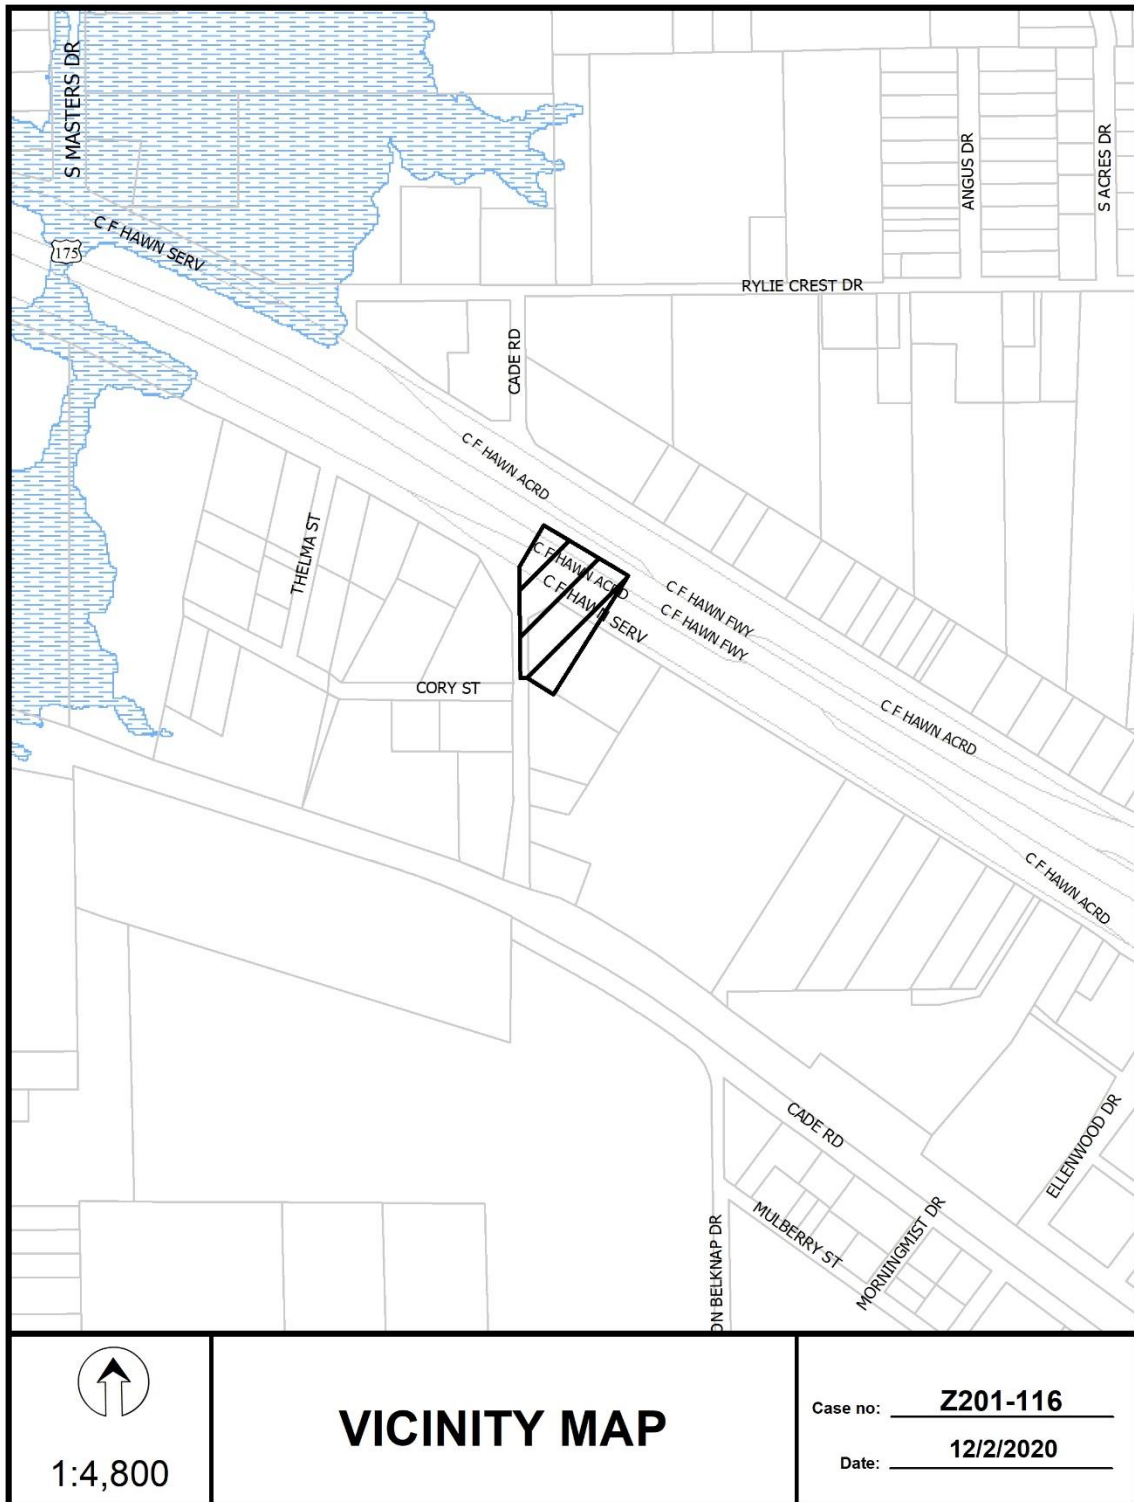 S MASTERS DR
C F HAWN SERV
175
ANGUS DR
S ACRES DR
RYLIE CREST DR
CADE RD
C F HAWN ACRD
THELMA ST
C F HAWN ACRD
C F HAWN SERV
C F HAWN FWY
C F HAWN FWY
CORY ST
C F HAWN ACRD
C F HAWN ACRD
CADE RD
ELLENWOOD DR
MULBERRY ST
MORNINGMIST DR
ON BELKNAP DR
1:4,800
VICINITY MAP
Case no: Z201-116
Date: 12/2/2020